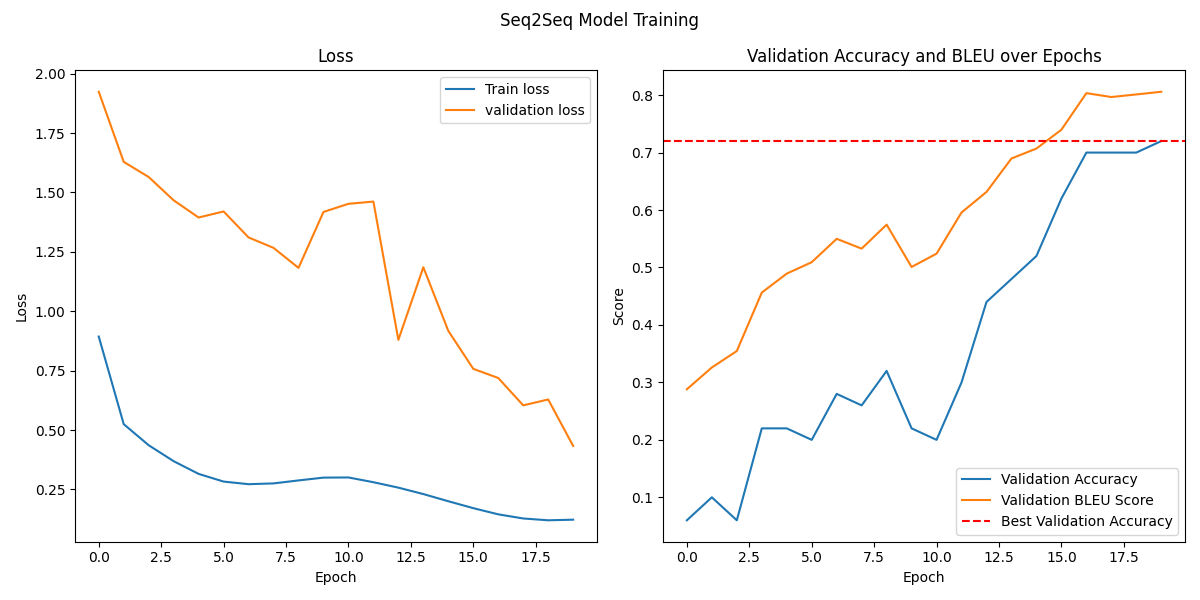 Seq2Seq Model Training
Loss
2.00
1.75
1.50
1.25
1.00
0.75
0.50
0.25
Loss
Train loss
validation loss
0.0 2.5 5.0 7.5 10.0 12.5 15.0 17.5
Epoch
Validation Accuracy and BLEU over Epochs
0.8
0.7
0.6
0.5
0.4
0.3
0.2
0.1
Score
Validation Accuracy
Validation BLEU Score
Best Validation Accuracy
0.0 2.5 5.0 7.5 10.0 12.5 15.0 17.5
Epoch